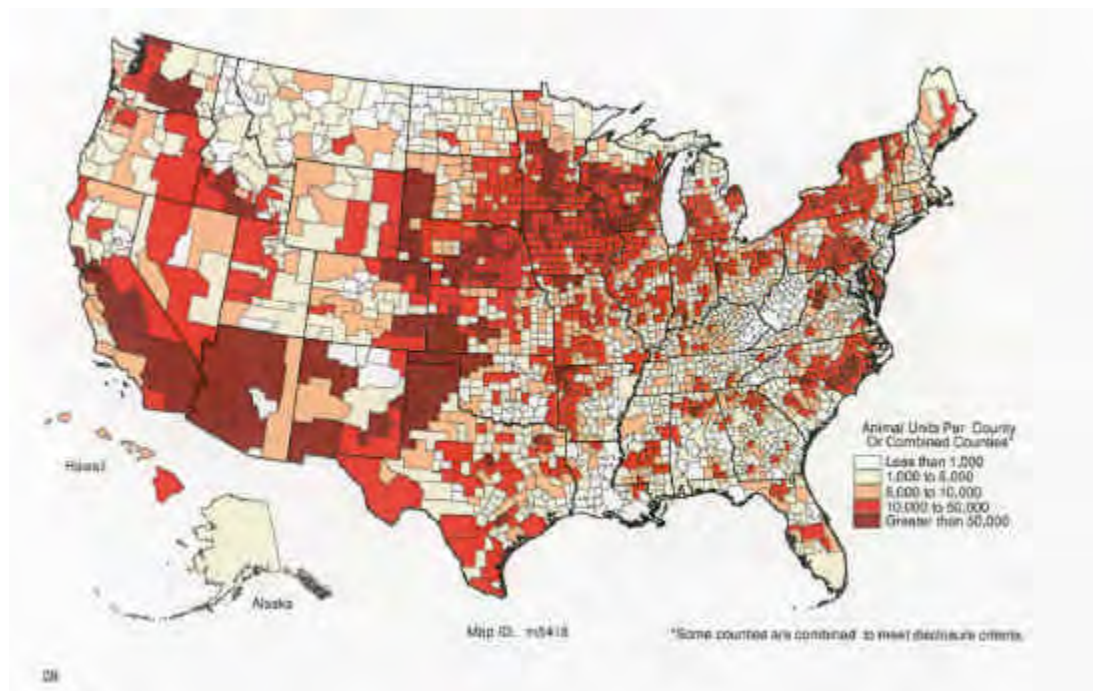 Animal Units Per County
Or Combined Counties*
Less than 1,000
1,000 to 5,000
5,000 to 10,000
10,000 to 50,000
Greater than 50,000
Hawaii
Alaska
Map ID: m5418
*Some counties are combined to meet disclosure criteria.